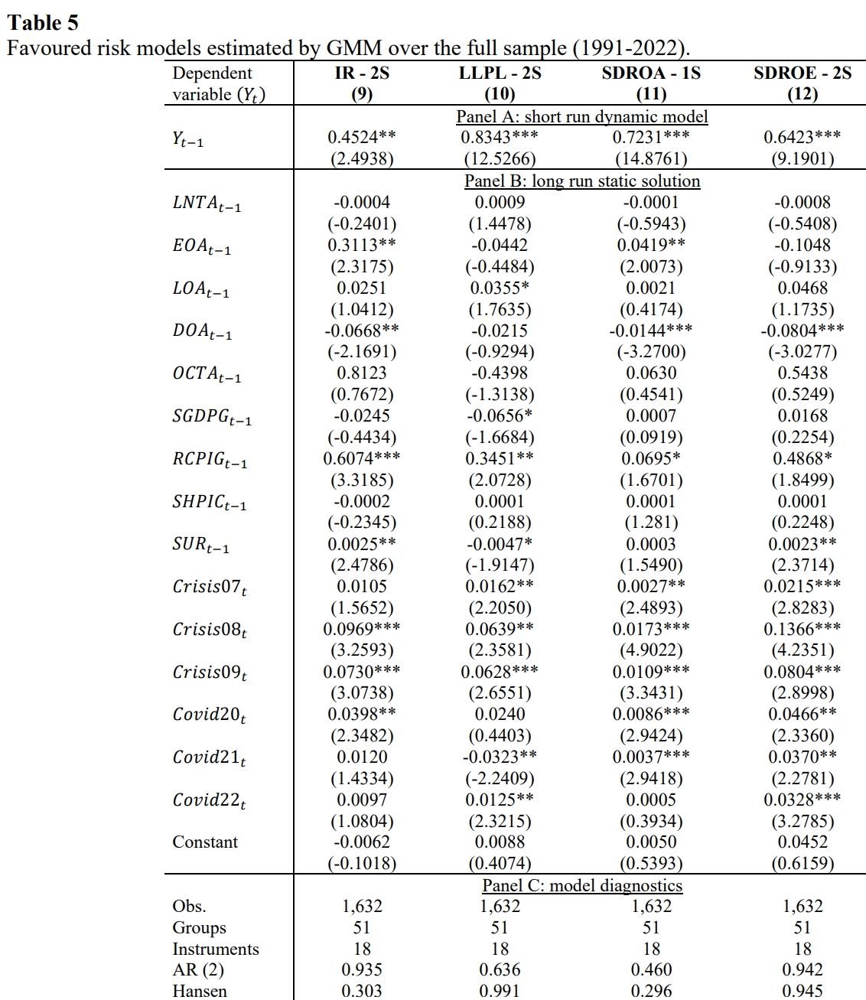 Table 5
Favoured risk models estimated by GMM over the full sample (1991-2022).
Dependent IR - 2S LLPL - 2S SDROA - 1S SDROE - 2S
variable (Yt) (9) (10) (11) (12)
Panel A: short run dynamic model
Yt−1 0.4524** 0.8343*** 0.7231*** 0.6423***
(2.4938) (12.5266) (14.8761) (9.1901)
Panel B: long run static solution
LNTAt−1 -0.0004 0.0009 -0.0001 -0.0008
(-0.2401) (1.4478) (-0.5943) (-0.5408)
EOAt−1 0.3113** -0.0442 0.0419** -0.1048
(2.3175) (-0.4484) (2.0073) (-0.9133)
LOAt−1 0.0251 0.0355* 0.0021 0.0468
(1.0412) (1.7635) (0.4174) (1.1735)
DOAt−1 -0.0668** -0.0215 -0.0144*** -0.0804***
(-2.1691) (-0.9294) (-3.2700) (-3.0277)
OCTAt−1 0.8123 -0.4398 0.0630 0.5438
(0.7672) (-1.3138) (0.4541) (0.5249)
SGDPGt−1 -0.0245 -0.0656* 0.0007 0.0168
(-0.4434) (-1.6684) (0.0919) (0.2254)
RCPIGt−1 0.6074*** 0.3451** 0.0695* 0.4868*
(3.3185) (2.0728) (1.6701) (1.8499)
SHPICt−1 -0.0002 0.0001 0.0001 0.0001
(-0.2345) (0.2188) (1.281) (0.2248)
SURt−1 0.0025** -0.0047* 0.0003 0.0023**
(2.4786) (-1.9147) (1.5490) (2.3714)
Crisis07t 0.0105 0.0162** 0.0027** 0.0215***
(1.5652) (2.2050) (2.4893) (2.8283)
Crisis08t 0.0969*** 0.0639** 0.0173*** 0.1366***
(3.2593) (2.3581) (4.9022) (4.2351)
Crisis09t 0.0730*** 0.0628*** 0.0109*** 0.0804***
(3.0738) (2.6551) (3.3431) (2.8998)
Covid20t 0.0398** 0.0240 0.0086*** 0.0466**
(2.3482) (0.4403) (2.9424) (2.3360)
Covid21t 0.0120 -0.0323** 0.0037*** 0.0370**
(1.4334) (-2.2409) (2.9418) (2.2781)
Covid22t 0.0097 0.0125** 0.0005 0.0328***
(1.0804) (2.3215) (0.3934) (3.2785)
Constant -0.0062 0.0088 0.0050 0.0452
(-0.1018) (0.4074) (0.5393) (0.6159)
Panel C: model diagnostics
Obs. 1,632 1,632 1,632 1,632
Groups 51 51 51 51
Instruments 18 18 18 18
AR (2) 0.935 0.636 0.460 0.942
Hansen 0.303 0.991 0.296 0.945